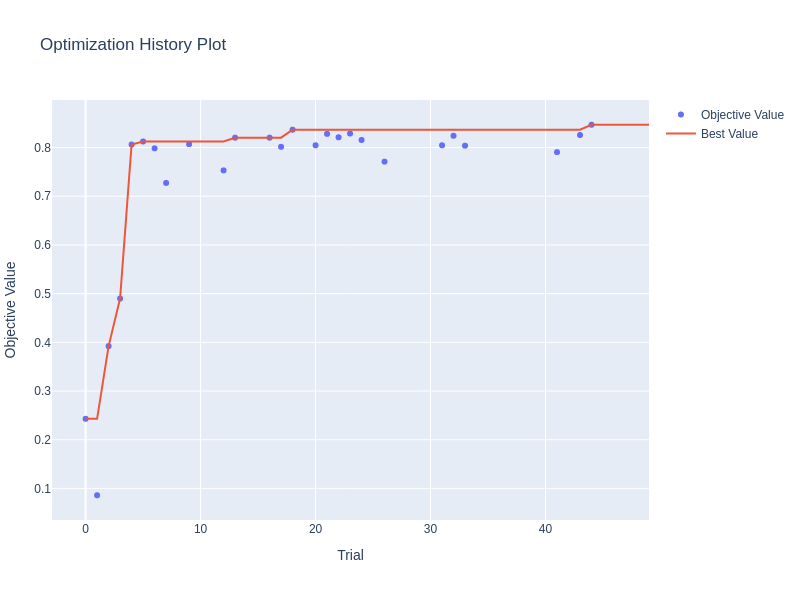 Optimization History Plot
Objective Value
Best Value
0.8
0.7
0.6
0.5
0.4
0.3
0.2
0.1
Objective Value
0 10 20 30 40
Trial